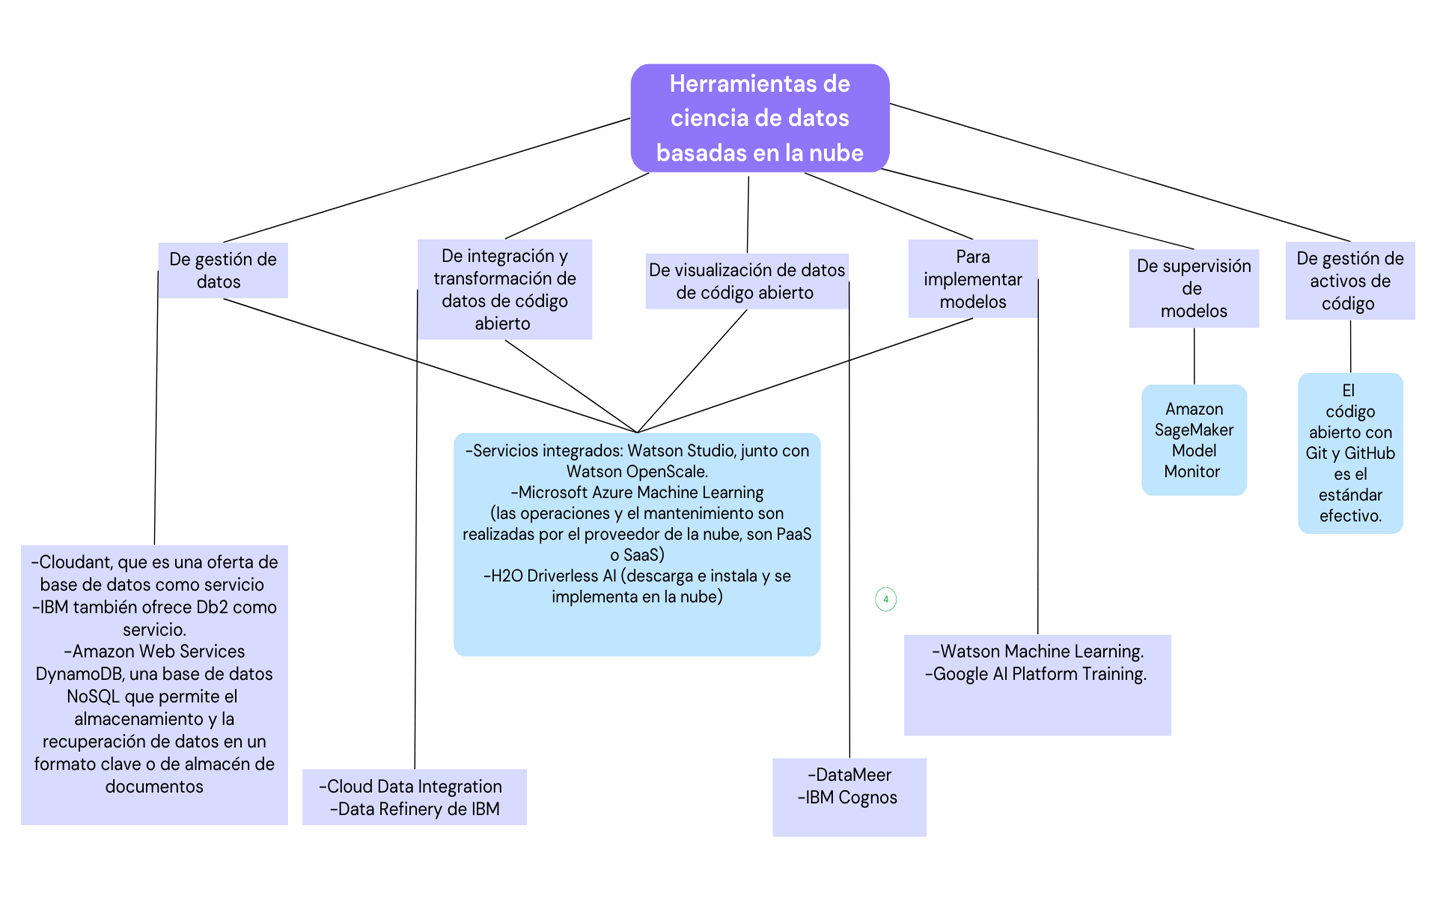 Herramientas de
ciencia de datos
basadas en la nube
De gestión de
datos
De integración y
transformación de
datos de código
abierto
De visualización de datos
de código abierto
Para
implementar
modelos
De supervisión
de
modelos
De gestión de
activos de
código
-Servicios integrados: Watson Studio, junto con
Watson OpenScale.
-Microsoft Azure Machine Learning
(las operaciones y el mantenimiento son
realizadas por el proveedor de la nube, son PaaS
o SaaS)
-H2O Driverless AI (descarga e instala y se
implementa en la nube)
Amazon
SageMaker
Model
Monitor
El
código
abierto con
Git y GitHub
es el
estándar
efectivo.
-Cloudant, que es una oferta de
base de datos como servicio
-IBM también ofrece Db2 como
servicio.
-Amazon Web Services
DynamoDB, una base de datos
NoSQL que permite el
almacenamiento y la
recuperación de datos en un
formato clave o de almacén de
documentos
-Cloud Data Integration
-Data Refinery de IBM
-DataMeer
-IBM Cognos
4
-Watson Machine Learning.
-Google AI Platform Training.